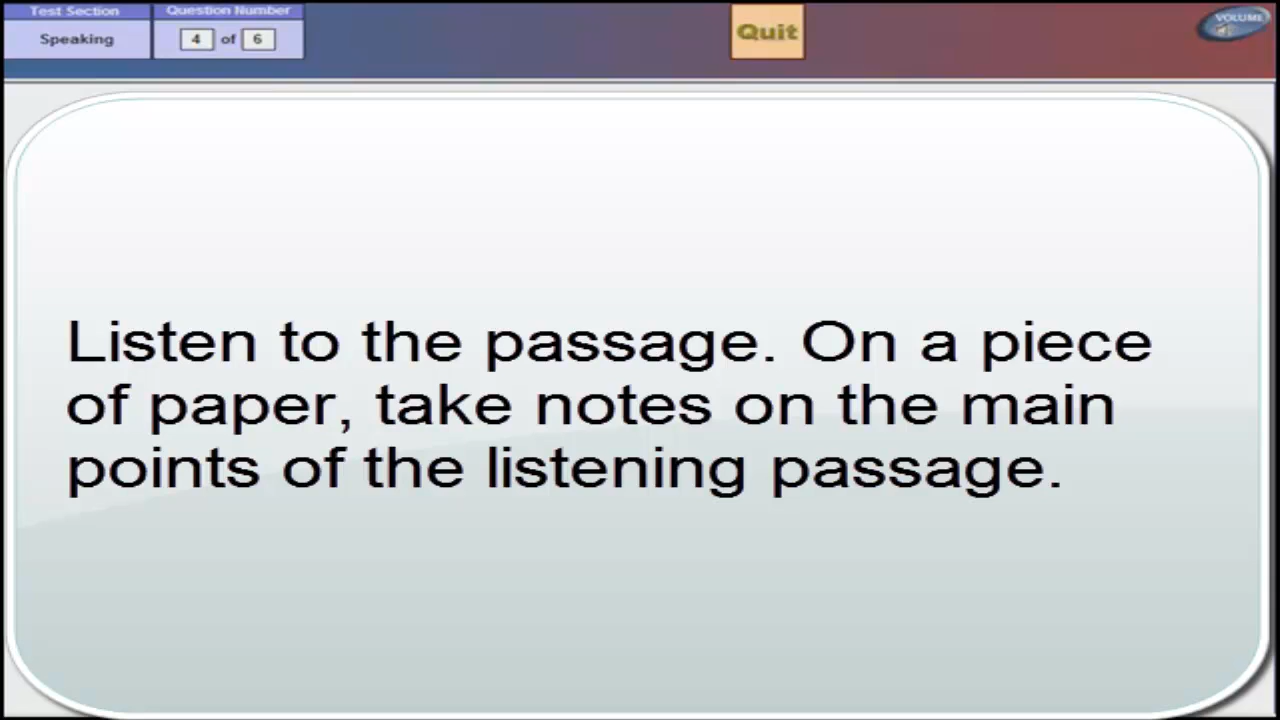 Test Section
Question Number
Speaking
4 of 6
Quit
VOLUME
Listen to the passage. On a piece
of paper, take notes on the main
points of the listening passage.